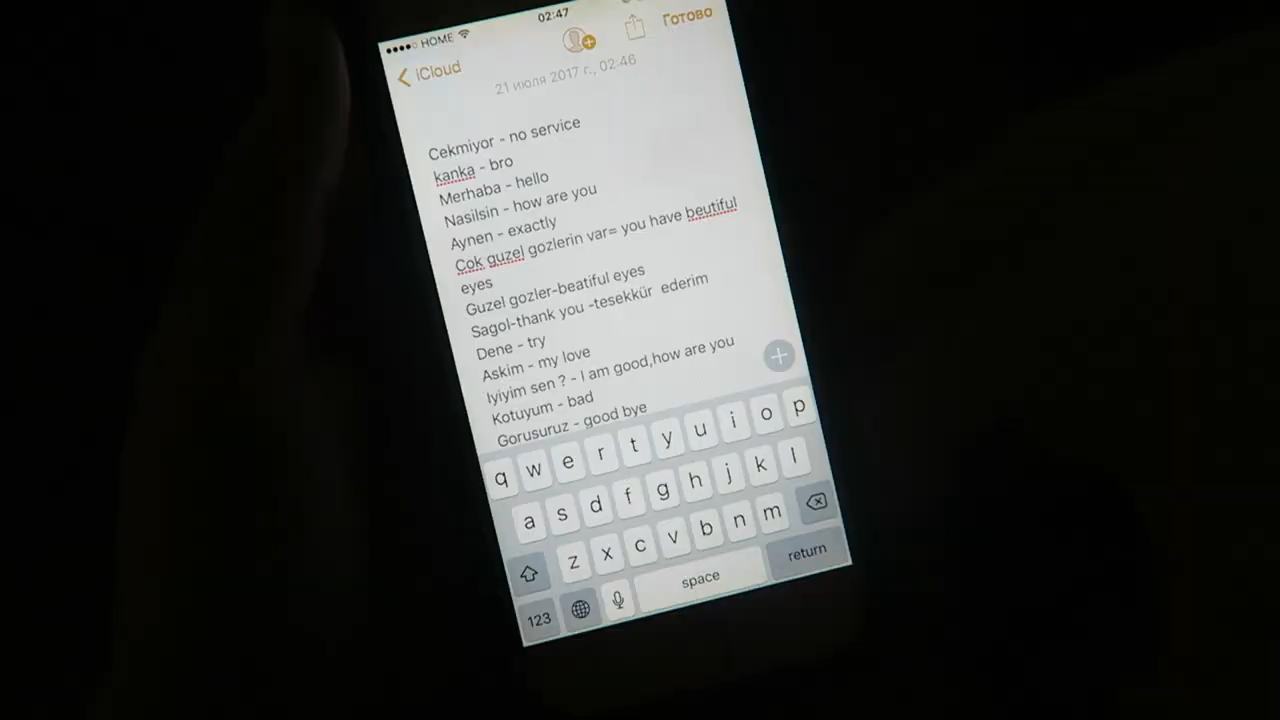 HOME 02:47
iCloud Готово
21 июля 2017 г., 02:46
Cekmiyor - no service
kanka - bro
Merhaba - hello
Nasilsin - how are you
Aynen - exactly
Cok guzel gozlerin var= you have beutiful
eyes
Guzel gozler-beatiful eyes
Sagol-thank you -tesekkür ederim
Dene - try
Askim - my love
Iyiyim sen ? - I am good,how are you
Kotuyum - bad
Gorusuruz - good bye
q w e r t y u i o p
a s d f g h j k l
z x c v b n m
123 space return